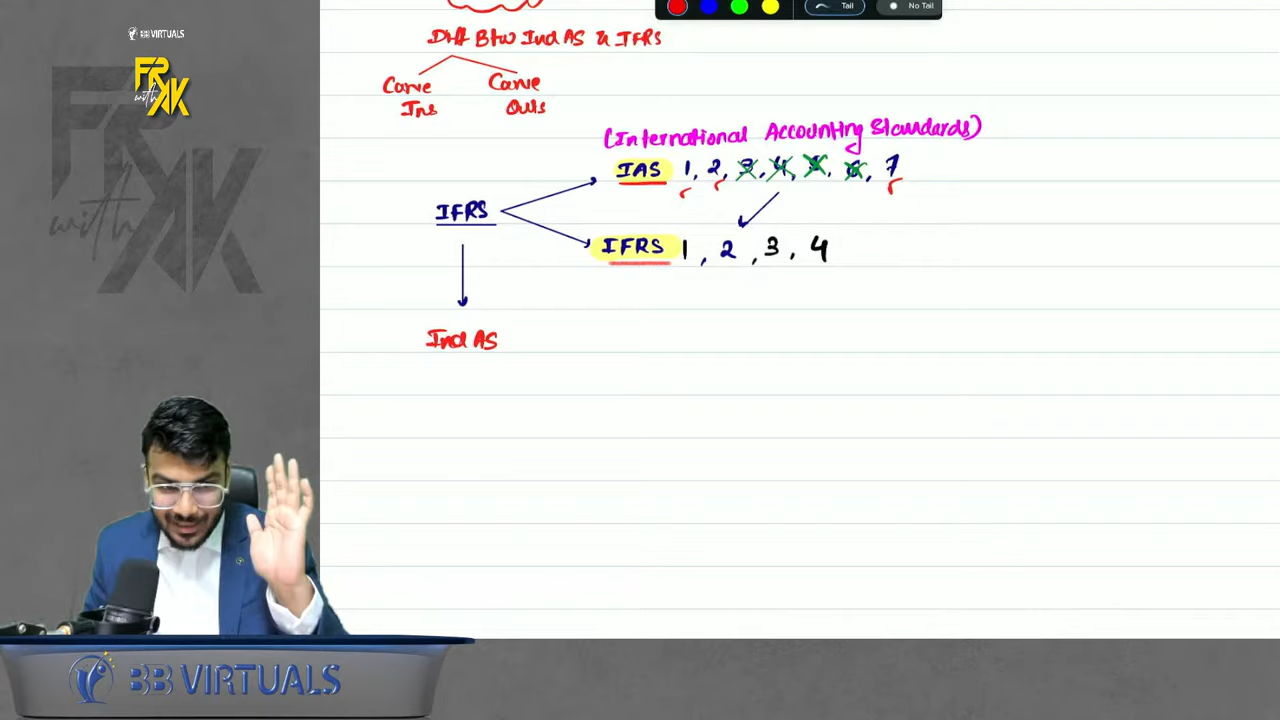 BB VIRTUALS
FR
with
AK
Tail
No Tail
Diff Btw Ind AS & IFRS
Carve Ins
Carve Outs
(International Accounting Standards)
IAS 1, 2, 3, 4, 5, 6, 7
IFRS
IFRS 1, 2, 3, 4
Ind AS
BB VIRTUALS